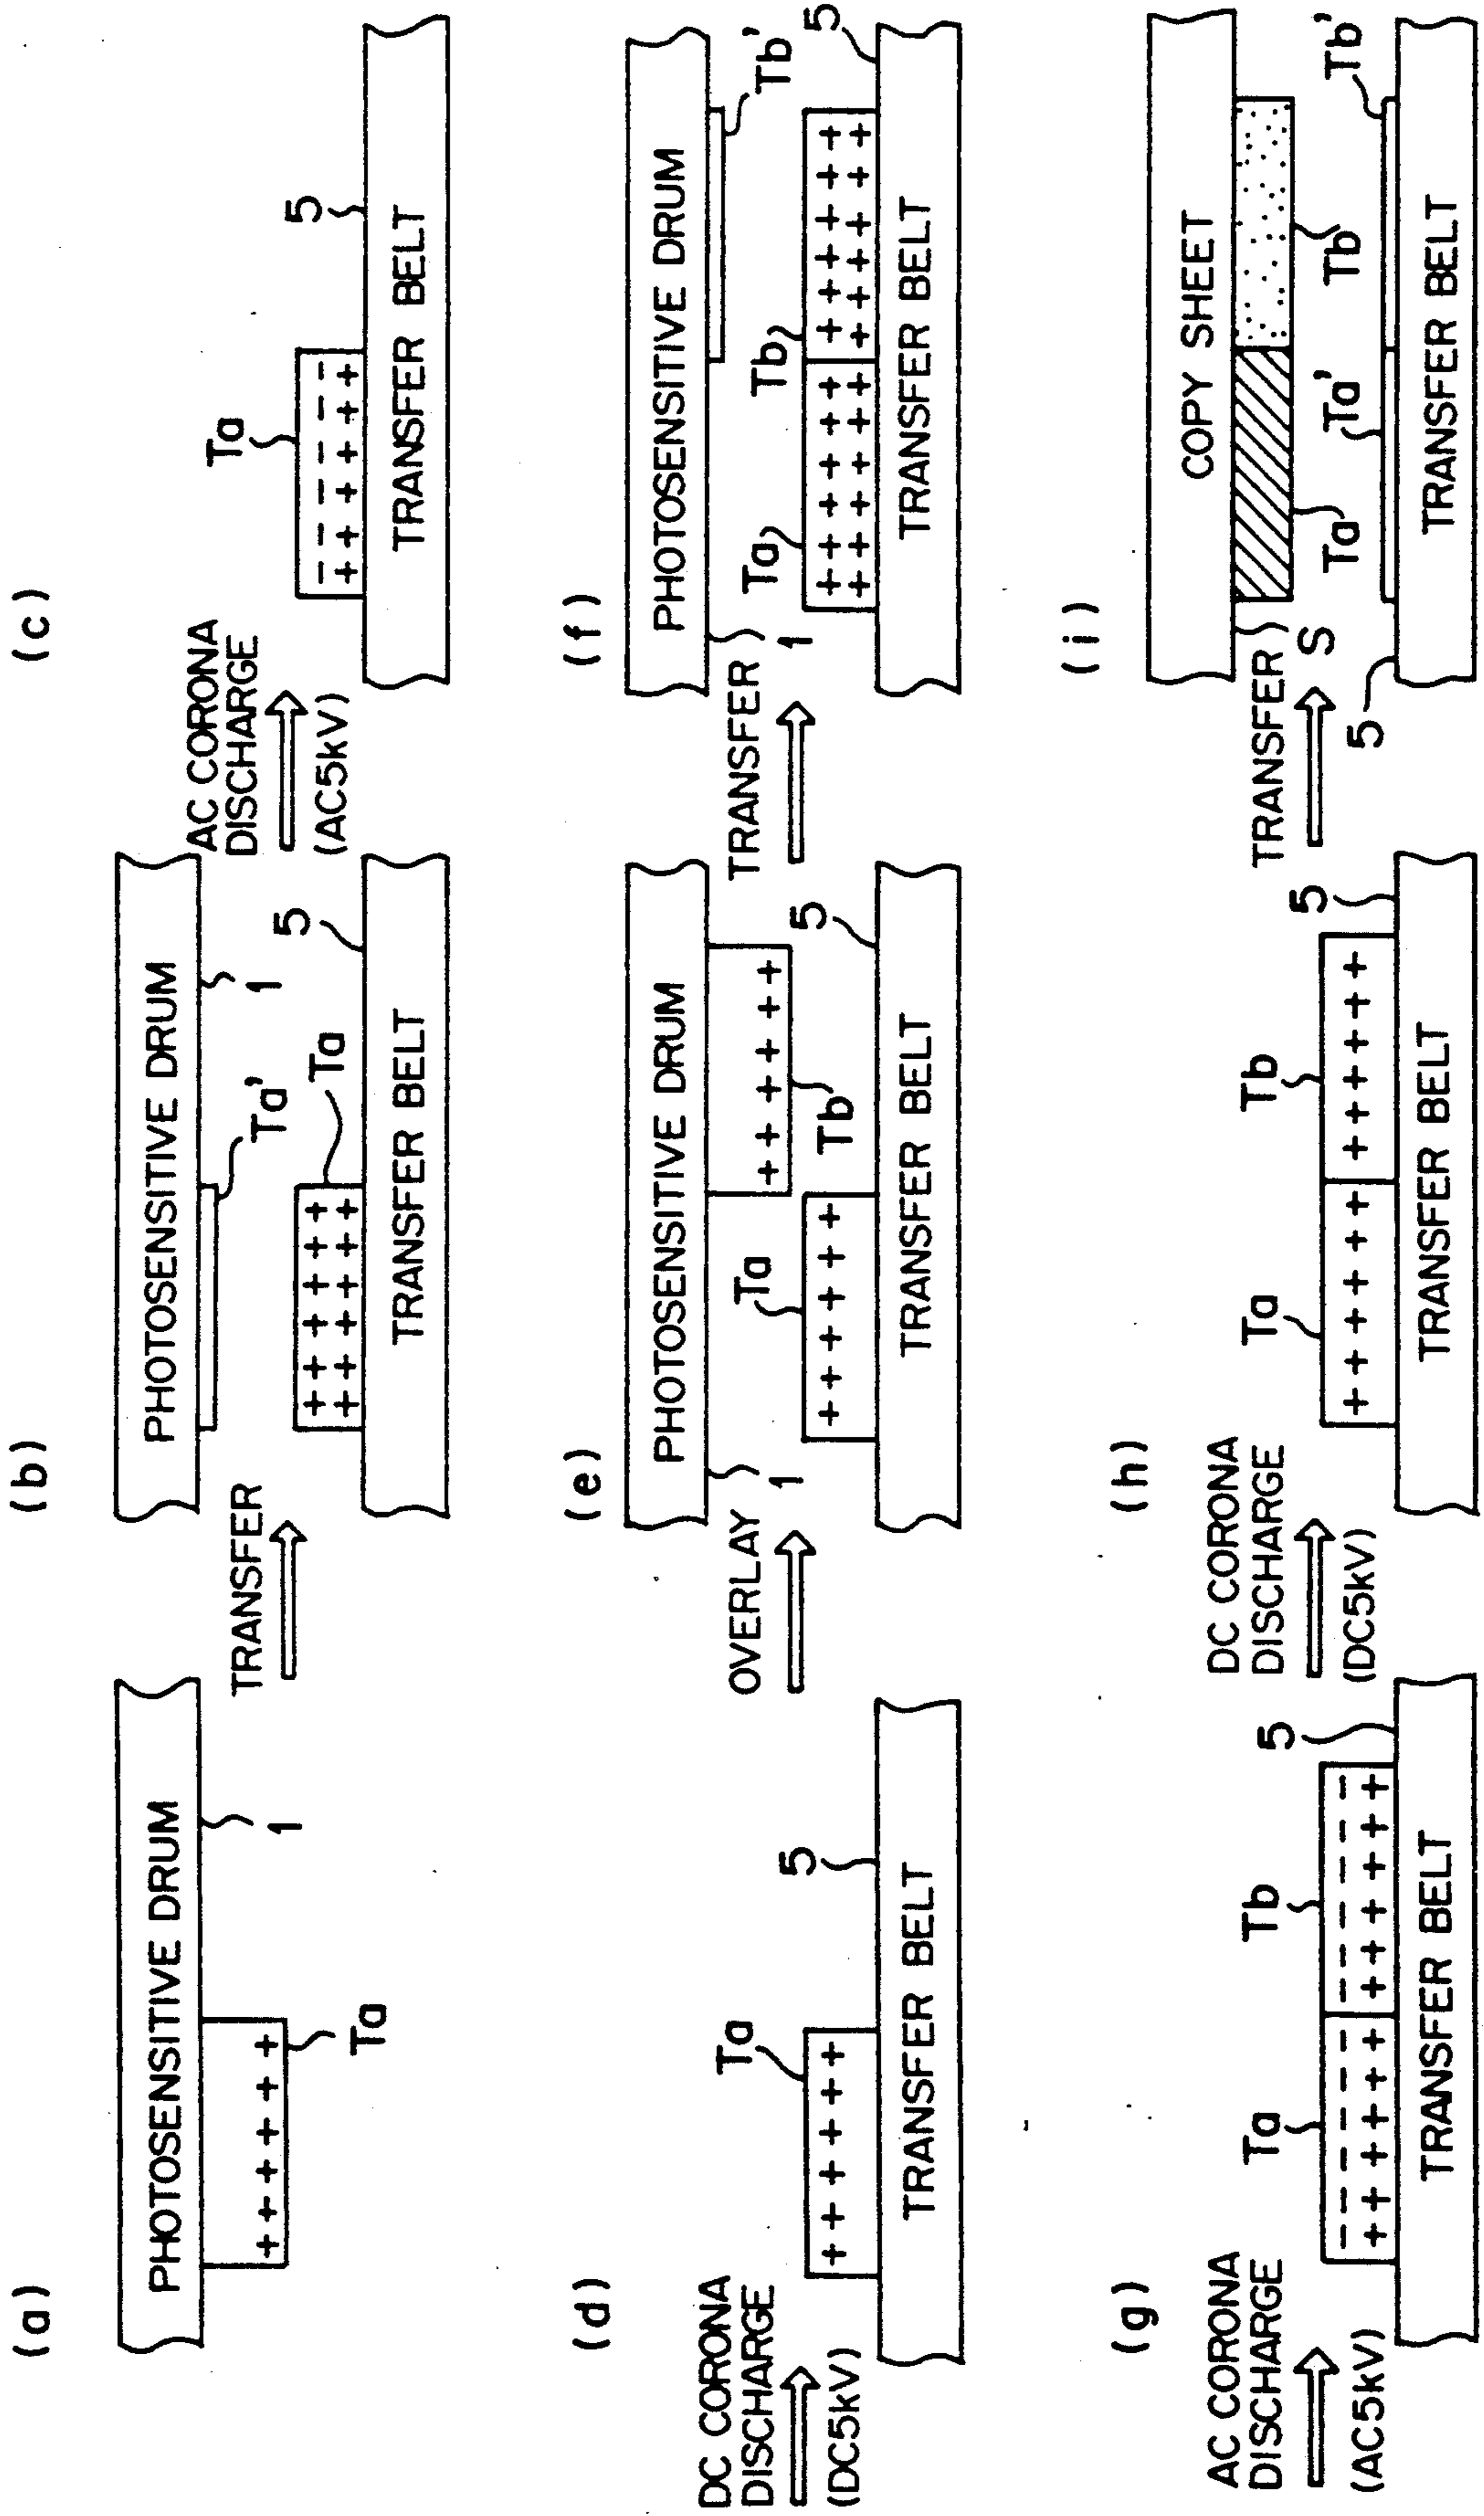 (a)
PHOTOSENSITIVE DRUM
1
Ta
TRANSFER
(b)
PHOTOSENSITIVE DRUM
1
Ta'
Ta
5
TRANSFER BELT
AC CORONA
DISCHARGE
(AC5kV)
(c)
Ta
5
+ + + + + +
TRANSFER BELT
DC CORONA
DISCHARGE
(DC5kV)
(d)
Ta
5
TRANSFER BELT
OVERLAY
(e)
PHOTOSENSITIVE DRUM
1
Ta
Tb
5
TRANSFER BELT
TRANSFER
(f)
PHOTOSENSITIVE DRUM
1
Tb'
Ta
Tb
5
TRANSFER BELT
AC CORONA
DISCHARGE
(AC5kV)
(g)
Ta
Tb
5
TRANSFER BELT
DC CORONA
DISCHARGE
(DC5kV)
(h)
Ta
Tb
5
TRANSFER BELT
TRANSFER
(i)
COPY SHEET
S
Ta
Ta'
Tb
Tb'
5
TRANSFER BELT